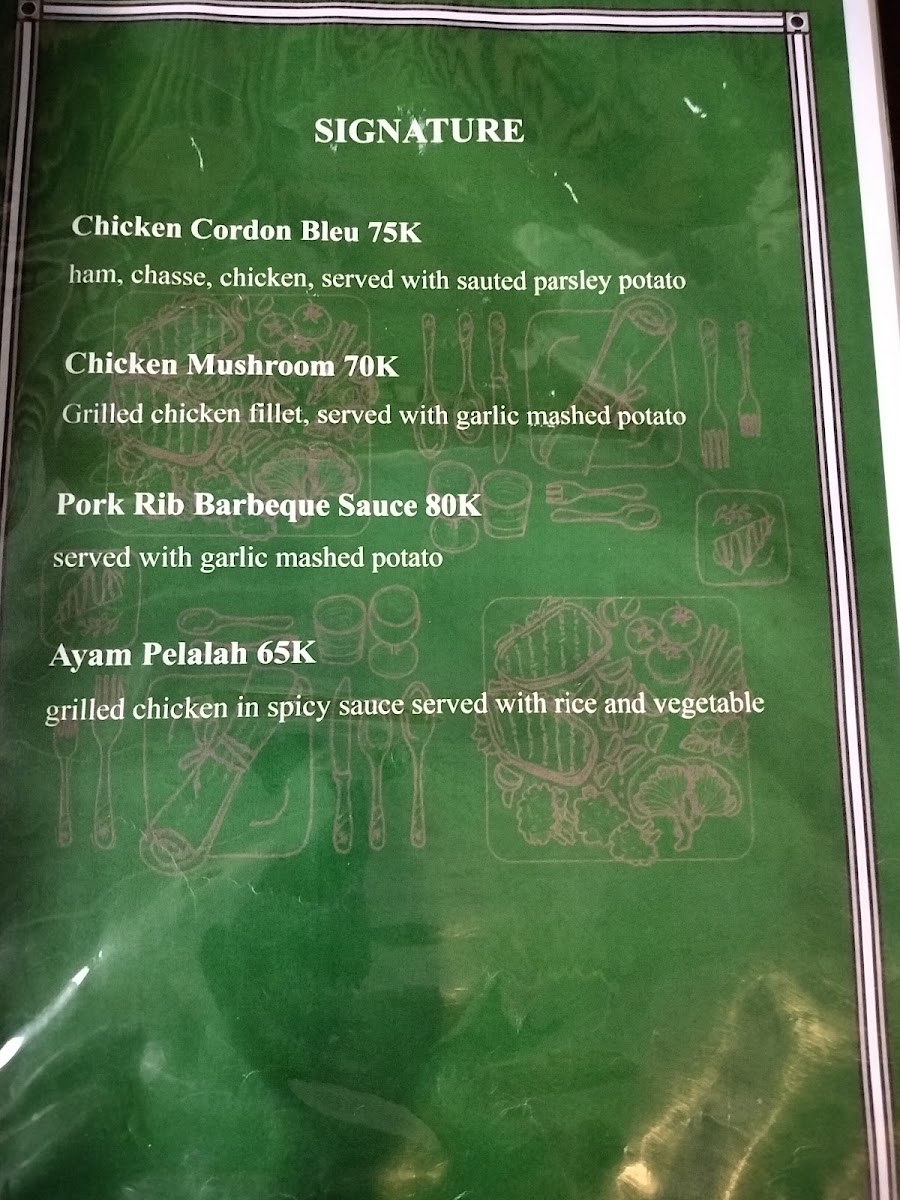 SIGNATURE
Chicken Cordon Bleu 75K
ham, chasse, chicken, served with sauted parsley potato
Chicken Mushroom 70K
Grilled chicken fillet, served with garlic mashed potato
Pork Rib Barbeque Sauce 80K
served with garlic mashed potato
Ayam Pelalah 65K
grilled chicken in spicy sauce served with rice and vegetable